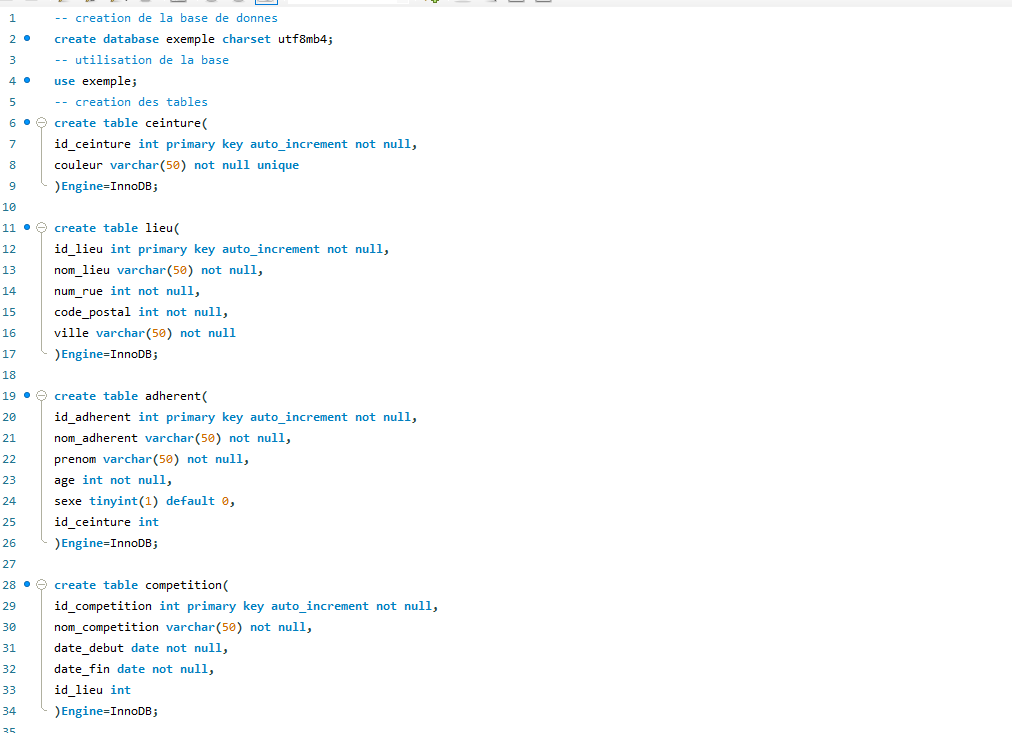 1 -- creation de la base de donnes
2 create database exemple charset utf8mb4;
3 -- utilisation de la base
4 use exemple;
5 -- creation des tables
6 create table ceinture(
7 id_ceinture int primary key auto_increment not null,
8 couleur varchar(50) not null unique
9 )Engine=InnoDB;
10
11 create table lieu(
12 id_lieu int primary key auto_increment not null,
13 nom_lieu varchar(50) not null,
14 num_rue int not null,
15 code_postal int not null,
16 ville varchar(50) not null
17 )Engine=InnoDB;
18
19 create table adherent(
20 id_adherent int primary key auto_increment not null,
21 nom_adherent varchar(50) not null,
22 prenom varchar(50) not null,
23 age int not null,
24 sexe tinyint(1) default 0,
25 id_ceinture int
26 )Engine=InnoDB;
27
28 create table competition(
29 id_competition int primary key auto_increment not null,
30 nom_competition varchar(50) not null,
31 date_debut date not null,
32 date_fin date not null,
33 id_lieu int
34 )Engine=InnoDB;
35